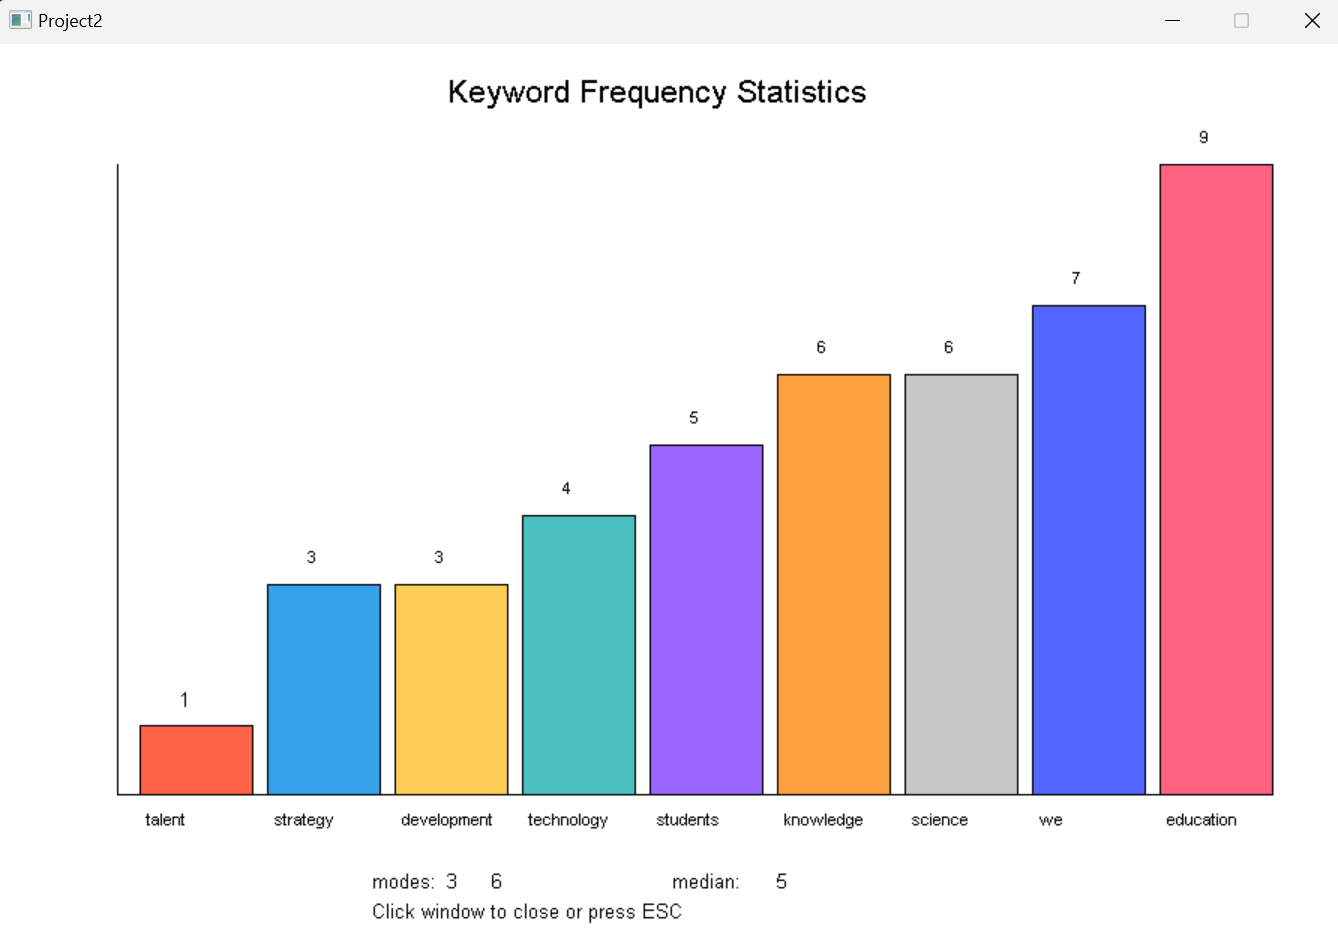 Project2
Keyword Frequency Statistics
9
7
6 6
5
4
3 3
1
talent strategy development technology students knowledge science we education
modes: 3 6 median: 5
Click window to close or press ESC